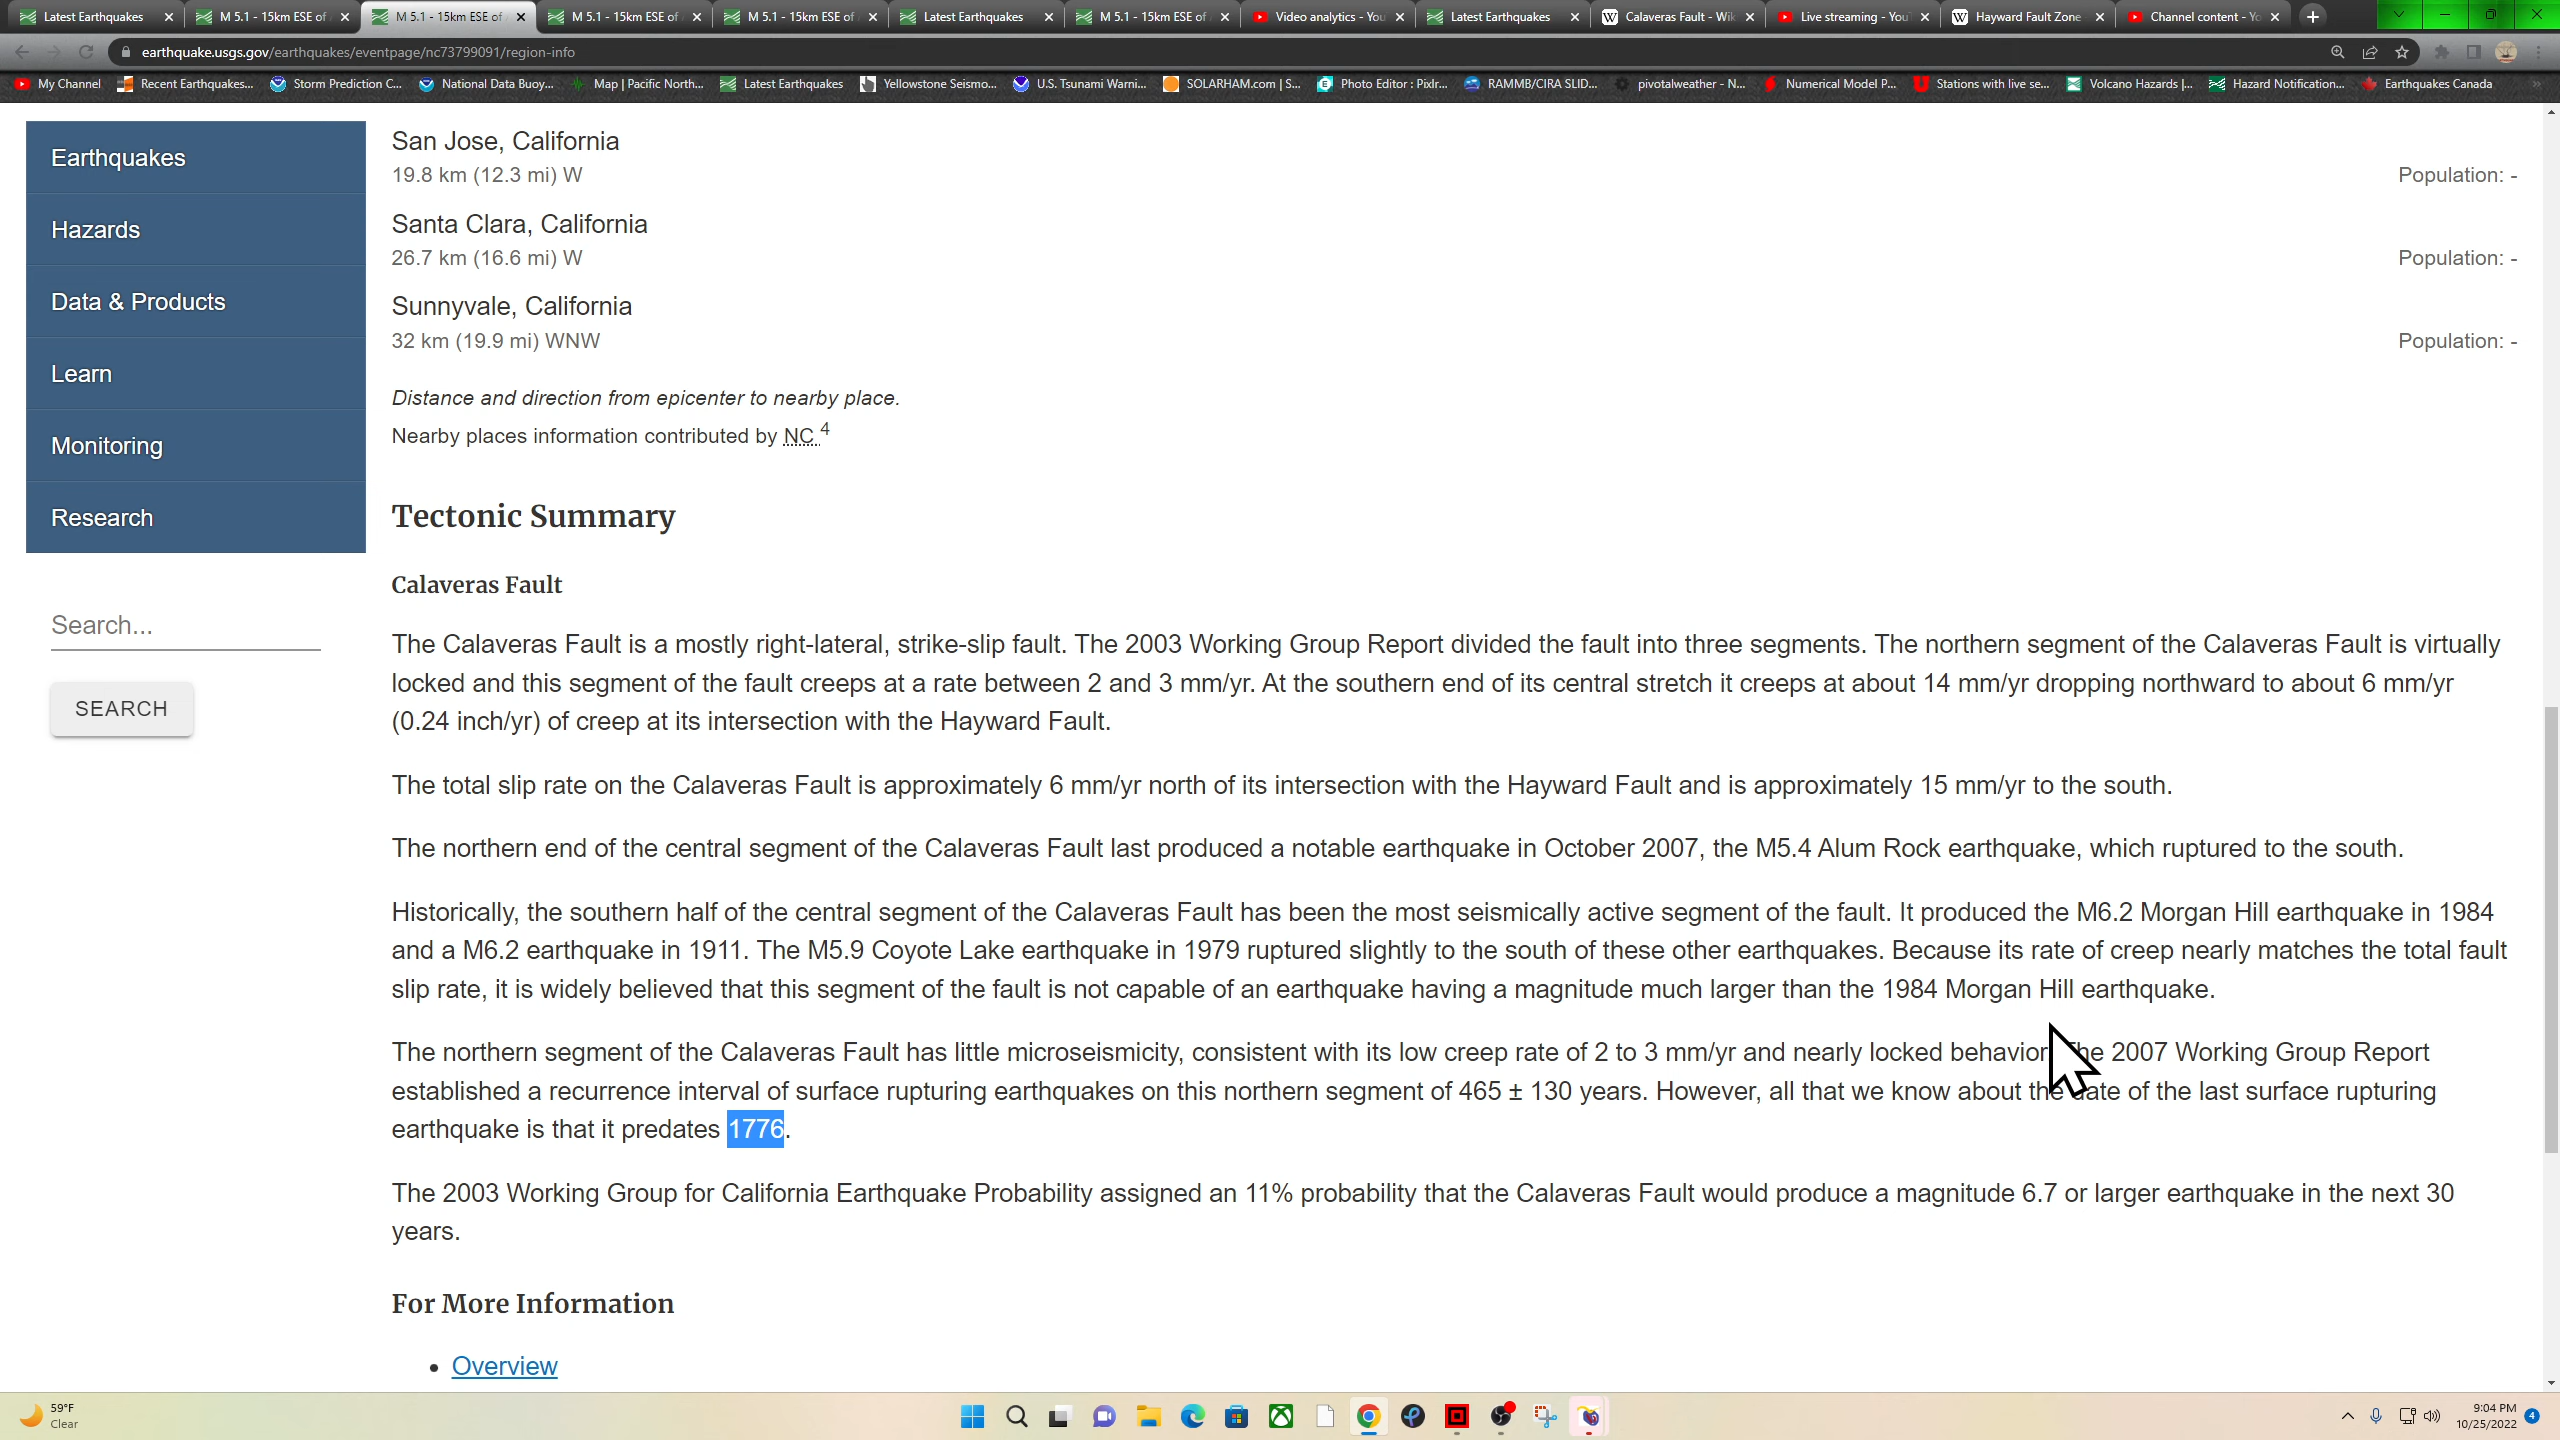 Latest Earthquakes
M 5.1 - 15km ESE of
M 5.1 - 15km ESE of
M 5.1 - 15km ESE of
M 5.1 - 15km ESE of
Latest Earthquakes
M 5.1 - 15km ESE of
Video analytics - You
Latest Earthquakes
Calaveras Fault - Wik
Live streaming - You
Hayward Fault Zone
Channel content - Yo
earthquake.usgs.gov/earthquakes/eventpage/nc73799091/region-info
My Channel
Recent Earthquakes...
Storm Prediction C...
National Data Buoy...
Map | Pacific North...
Latest Earthquakes
Yellowstone Seismo...
U.S. Tsunami Warni...
SOLARHAM.com | S...
Photo Editor : Pixlr...
RAMMB/CIRA SLID...
pivotalweather - N...
Numerical Model P...
Stations with live se...
Volcano Hazards |...
Hazard Notification...
Earthquakes Canada
Earthquakes
Hazards
Data & Products
Learn
Monitoring
Research
Search...
SEARCH
San Jose, California
19.8 km (12.3 mi) W
Population: -
Santa Clara, California
26.7 km (16.6 mi) W
Population: -
Sunnyvale, California
32 km (19.9 mi) WNW
Population: -
Distance and direction from epicenter to nearby place.
Nearby places information contributed by NC 4
Tectonic Summary
Calaveras Fault
The Calaveras Fault is a mostly right-lateral, strike-slip fault. The 2003 Working Group Report divided the fault into three segments. The northern segment of the Calaveras Fault is virtually
locked and this segment of the fault creeps at a rate between 2 and 3 mm/yr. At the southern end of its central stretch it creeps at about 14 mm/yr dropping northward to about 6 mm/yr
(0.24 inch/yr) of creep at its intersection with the Hayward Fault.
The total slip rate on the Calaveras Fault is approximately 6 mm/yr north of its intersection with the Hayward Fault and is approximately 15 mm/yr to the south.
The northern end of the central segment of the Calaveras Fault last produced a notable earthquake in October 2007, the M5.4 Alum Rock earthquake, which ruptured to the south.
Historically, the southern half of the central segment of the Calaveras Fault has been the most seismically active segment of the fault. It produced the M6.2 Morgan Hill earthquake in 1984
and a M6.2 earthquake in 1911. The M5.9 Coyote Lake earthquake in 1979 ruptured slightly to the south of these other earthquakes. Because its rate of creep nearly matches the total fault
slip rate, it is widely believed that this segment of the fault is not capable of an earthquake having a magnitude much larger than the 1984 Morgan Hill earthquake.
The northern segment of the Calaveras Fault has little microseismicity, consistent with its low creep rate of 2 to 3 mm/yr and nearly locked behavior. The 2007 Working Group Report
established a recurrence interval of surface rupturing earthquakes on this northern segment of 465 ± 130 years. However, all that we know about the date of the last surface rupturing
earthquake is that it predates 1776.
The 2003 Working Group for California Earthquake Probability assigned an 11% probability that the Calaveras Fault would produce a magnitude 6.7 or larger earthquake in the next 30
years.
For More Information
• Overview
59°F
Clear
9:04 PM
10/25/2022
4